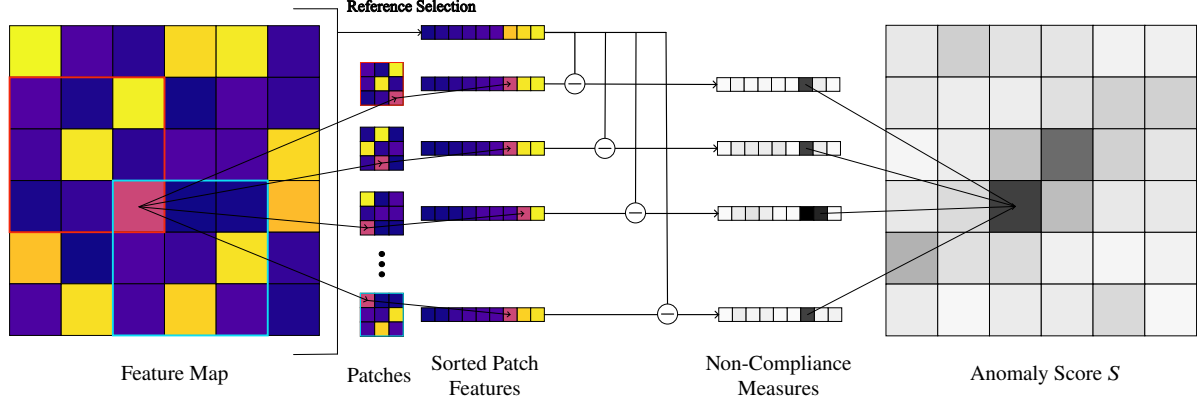 Reference Selection
Feature Map
Patches
Sorted Patch
Features
Non-Compliance
Measures
Anomaly Score S